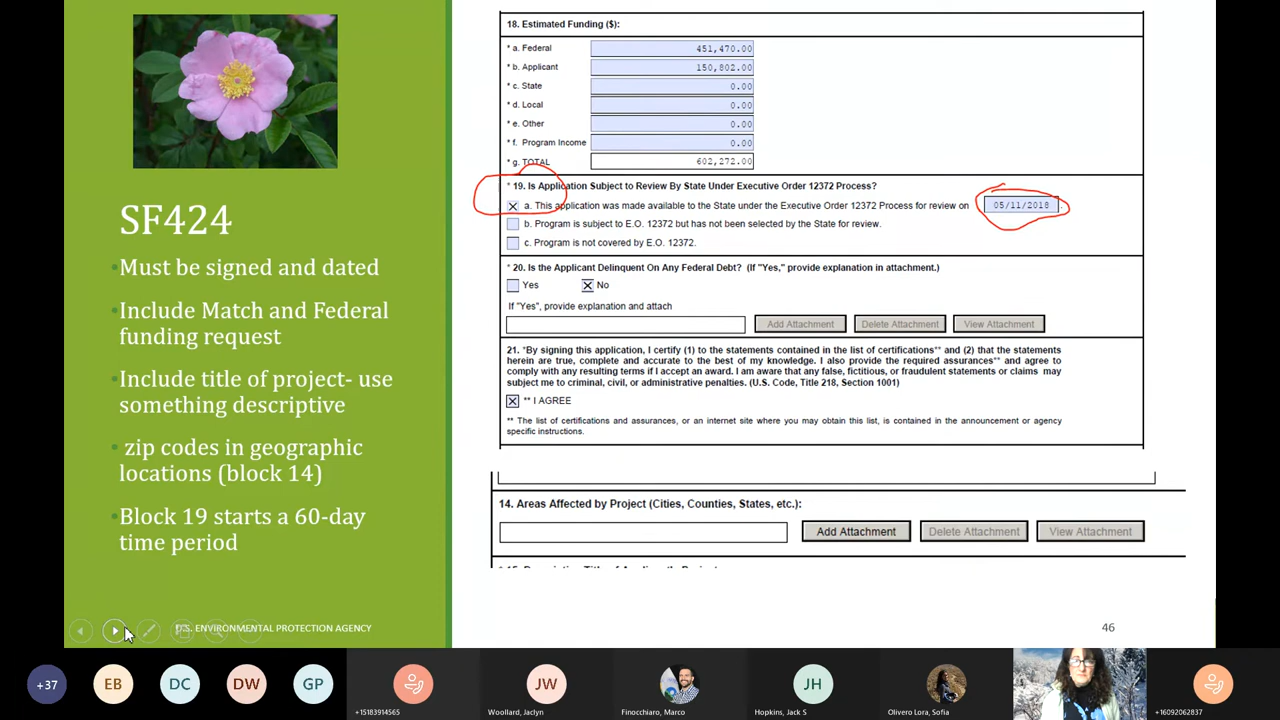 SF424
•Must be signed and dated
•Include Match and Federal
funding request
•Include title of project- use
something descriptive
• zip codes in geographic
locations (block 14)
•Block 19 starts a 60-day
time period
U.S. ENVIRONMENTAL PROTECTION AGENCY
18. Estimated Funding ($):
* a. Federal 451,470.00
* b. Applicant 150,802.00
* c. State 0.00
* d. Local 0.00
* e. Other 0.00
* f. Program Income 0.00
* g. TOTAL 602,272.00
* 19. Is Application Subject to Review By State Under Executive Order 12372 Process?
a. This application was made available to the State under the Executive Order 12372 Process for review on 05/11/2018 .
b. Program is subject to E.O. 12372 but has not been selected by the State for review.
c. Program is not covered by E.O. 12372.
* 20. Is the Applicant Delinquent On Any Federal Debt? (If "Yes," provide explanation in attachment.)
Yes No
If "Yes", provide explanation and attach
Add Attachment Delete Attachment View Attachment
21. *By signing this application, I certify (1) to the statements contained in the list of certifications** and (2) that the statements
herein are true, complete and accurate to the best of my knowledge. I also provide the required assurances** and agree to
comply with any resulting terms if I accept an award. I am aware that any false, fictitious, or fraudulent statements or claims may
subject me to criminal, civil, or administrative penalties. (U.S. Code, Title 218, Section 1001)
** I AGREE
** The list of certifications and assurances, or an internet site where you may obtain this list, is contained in the announcement or agency
specific instructions.
14. Areas Affected by Project (Cities, Counties, States, etc.):
Add Attachment Delete Attachment View Attachment
46
+37
EB
DC
DW
GP
+15183914565
JW
Woollard, Jaclyn
Finocchiaro, Marco
JH
Hopkins, Jack S
Olivero Lora, Sofia
+16092062837